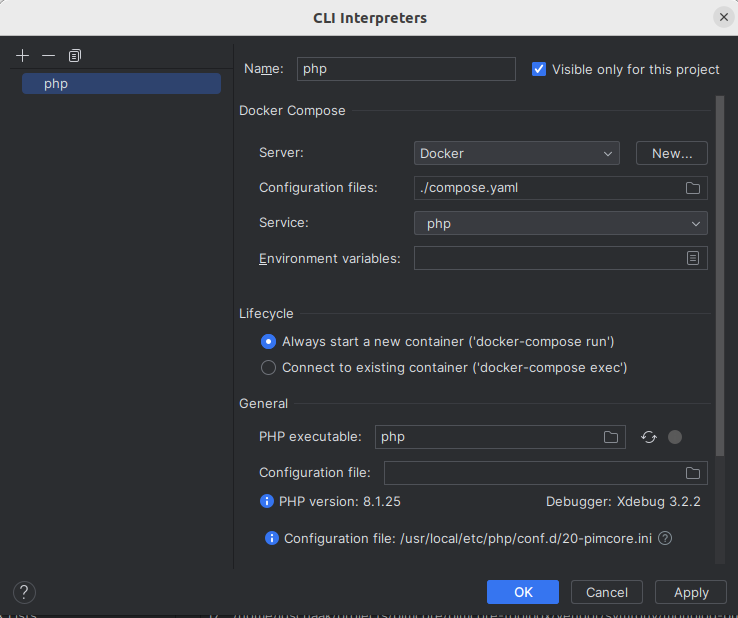 CLI Interpreters
php
Name: php Visible only for this project
Docker Compose
Server: Docker New...
Configuration files: ./compose.yaml
Service: php
Environment variables:
Lifecycle
Always start a new container ('docker-compose run')
Connect to existing container ('docker-compose exec')
General
PHP executable: php
Configuration file:
PHP version: 8.1.25 Debugger: Xdebug 3.2.2
Configuration file: /usr/local/etc/php/conf.d/20-pimcore.ini ?
? OK Cancel Apply